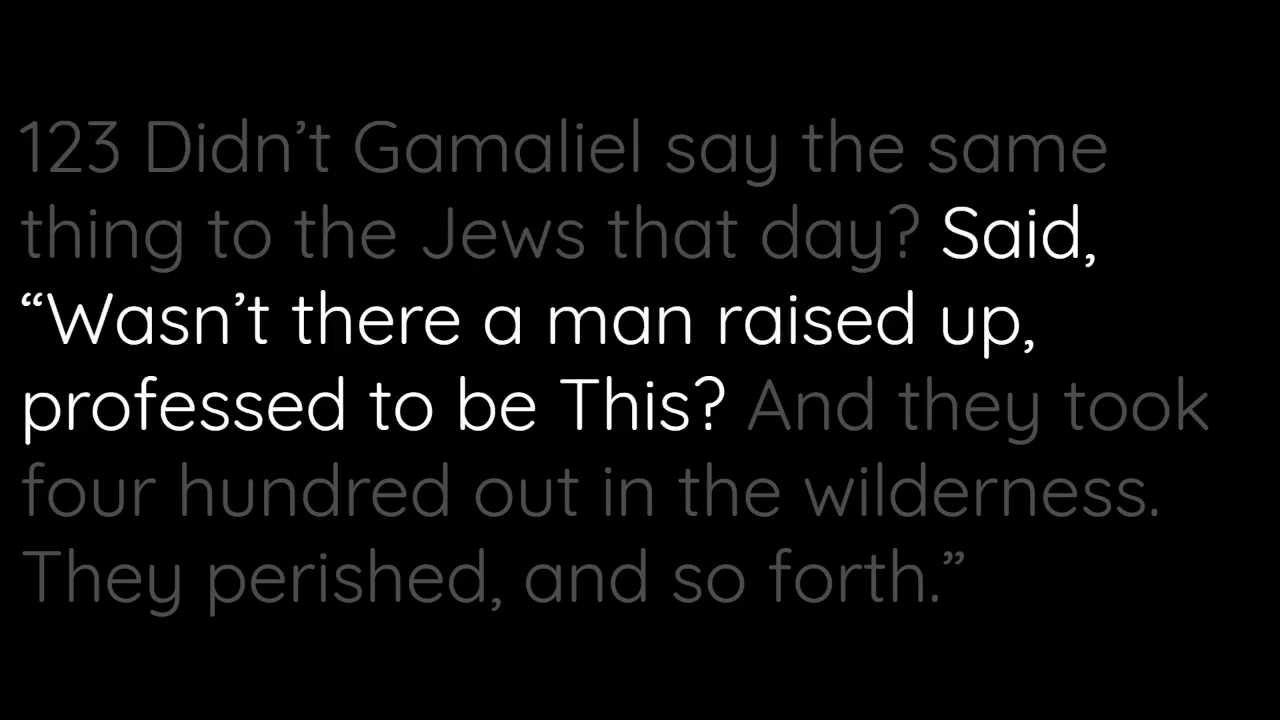 123 Didn’t Gamaliel say the same
thing to the Jews that day? Said,
“Wasn’t there a man raised up,
professed to be This? And they took
four hundred out in the wilderness.
They perished, and so forth.”